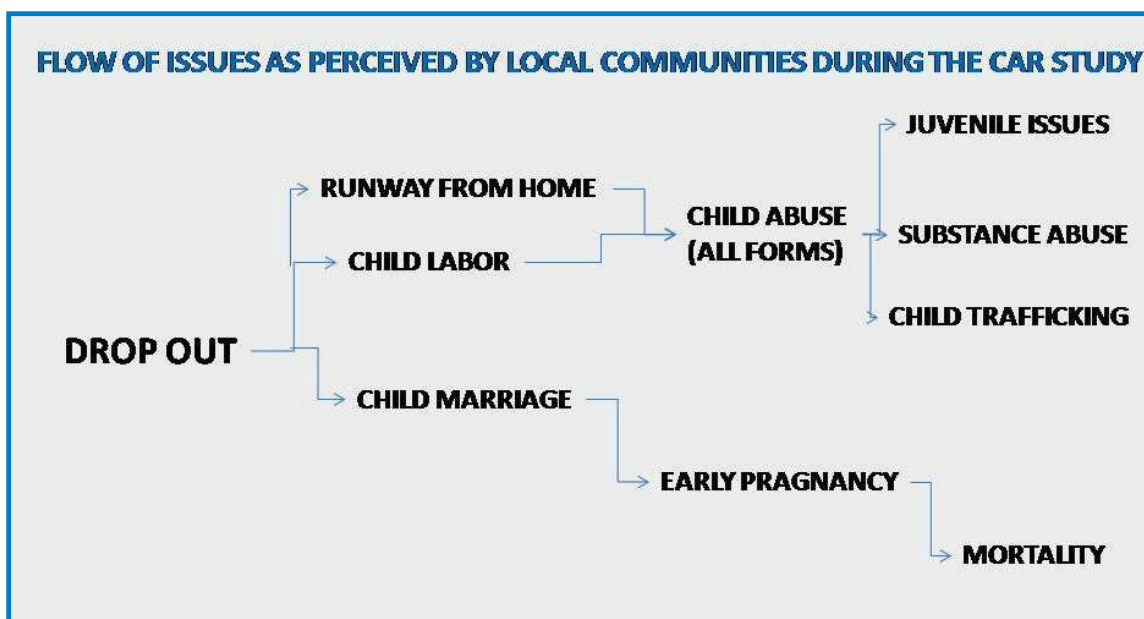 FLOW OF ISSUES AS PERCEIVED BY LOCAL COMMUNITIES DURING THE CAR STUDY
JUVENILE ISSUES
RUNWAY FROM HOME
CHILD ABUSE
(ALL FORMS)
SUBSTANCE ABUSE
CHILD LABOR
CHILD TRAFFICKING
DROP OUT
CHILD MARRIAGE
EARLY PRAGNANCY
MORTALITY